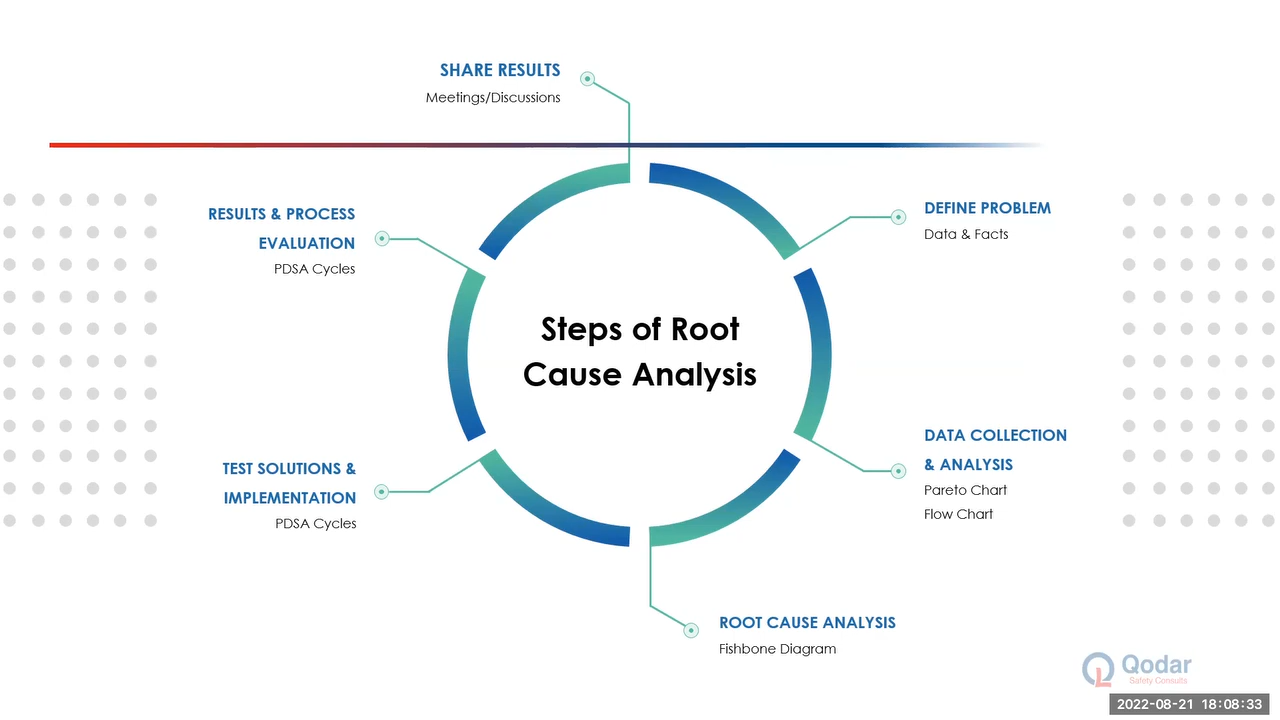 SHARE RESULTS
Meetings/Discussions
DEFINE PROBLEM
Data & Facts
RESULTS & PROCESS
EVALUATION
PDSA Cycles
Steps of Root
Cause Analysis
DATA COLLECTION
& ANALYSIS
Pareto Chart
Flow Chart
TEST SOLUTIONS &
IMPLEMENTATION
PDSA Cycles
ROOT CAUSE ANALYSIS
Fishbone Diagram
Qodar
Safety Consults
2022-08-21 18:08:33